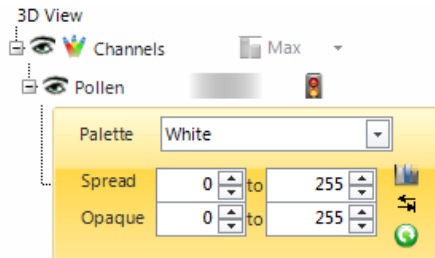 3D View
Channels Max
Pollen
Palette White
Spread 0 to 255
Opaque 0 to 255